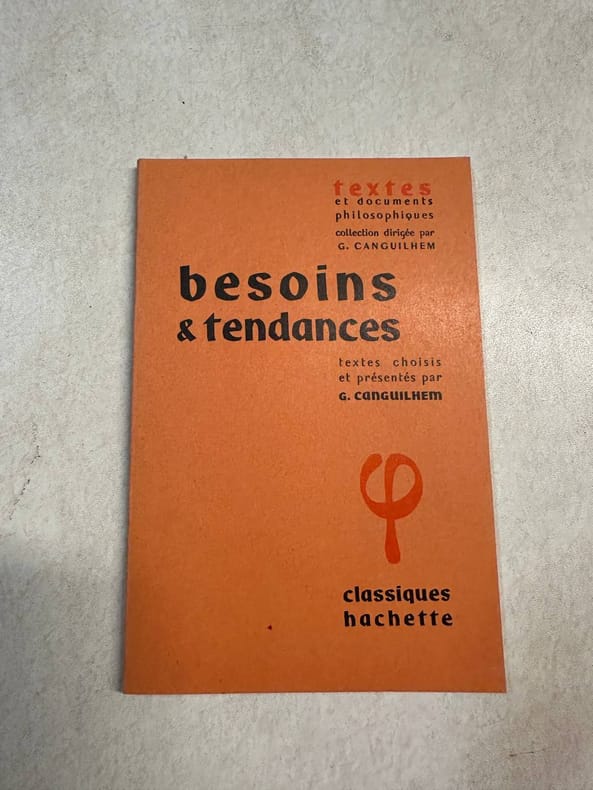 textes
et documents
philosophiques
collection dirigée par
G. CANGUILHEM
besoins
& tendances
textes choisis
et présentés par
G. CANGUILHEM
φ
classiques
hachette